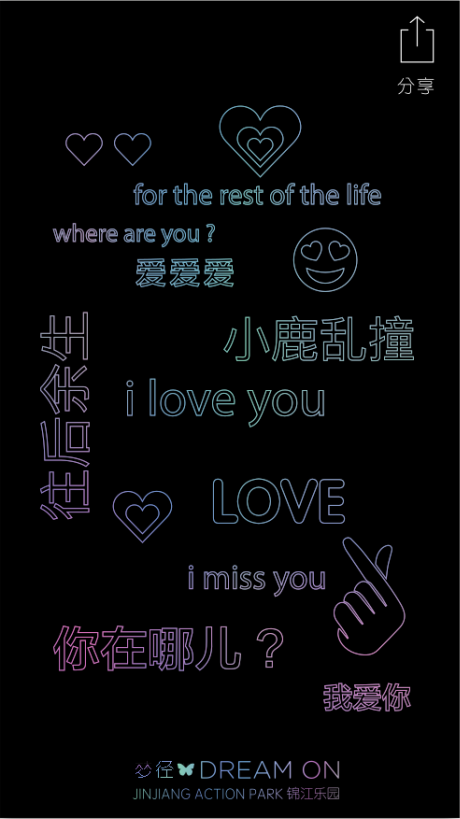 分享
for the rest of the life
where are you ?
爱爱爱
小鹿乱撞
往后余生
i love you
LOVE
i miss you
你在哪儿？
我爱你
梦径 DREAM ON
JINJIANG ACTION PARK 锦江乐园